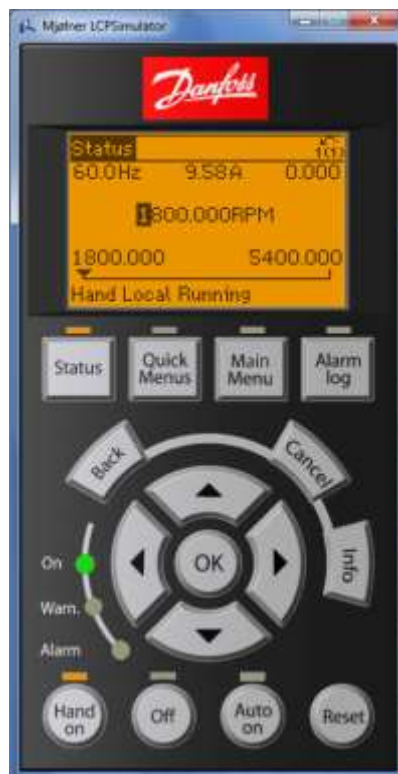 Mjølner LCPSimulator
Danfoss
Status
1(1)
60.0Hz 9.58A 0.000
1800.000RPM
1800.000 5400.000
Hand Local Running
Status Quick Menus Main Menu Alarm log
Back Cancel
OK Info
On
Warn.
Alarm
Hand on Off Auto on Reset